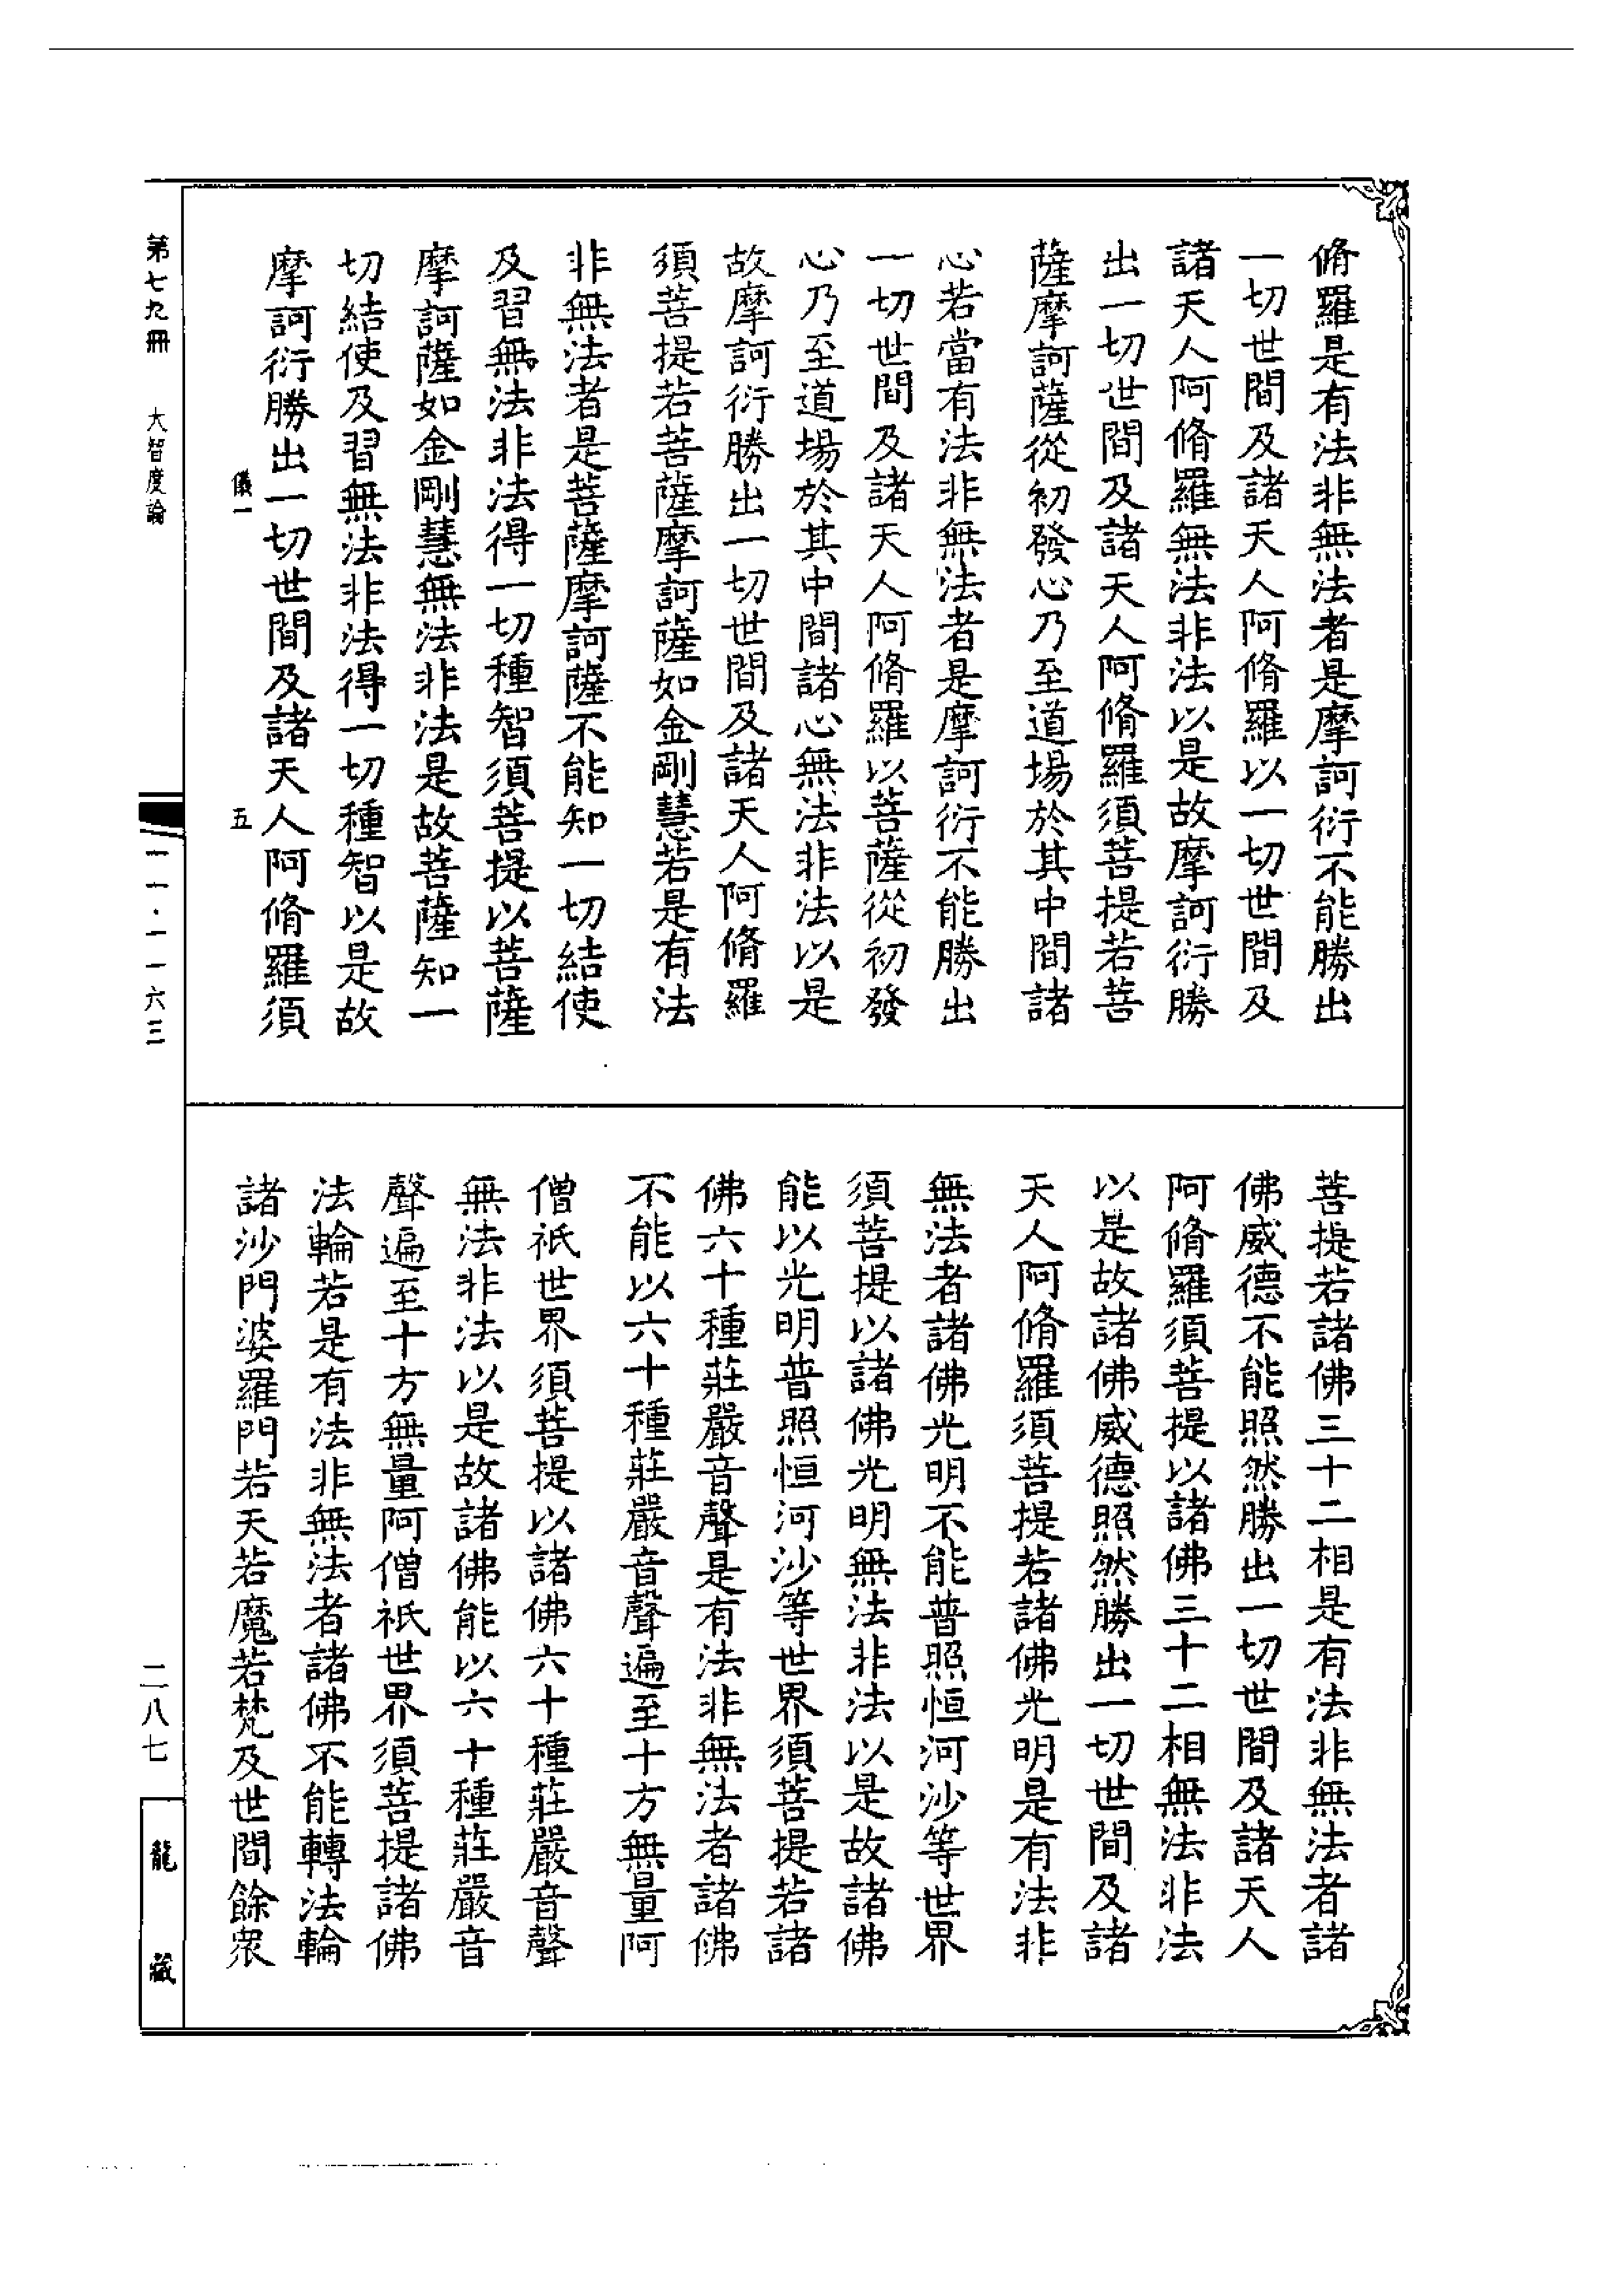 脩羅是有法非無法者是摩訶衍不能勝出
一切世間及諸天人阿脩羅以一切世間及
諸天人阿脩羅無法非法以是故摩訶衍勝
出一切世間及諸天人阿脩羅須菩提若菩
薩摩訶薩從初發心乃至道場於其中間諸
心若當有法非無法者是摩訶衍不能勝出
一切世間及諸天人阿脩羅以菩薩從初發
心乃至道場於其中間諸心無法非法以是
故摩訶衍勝出一切世間及諸天人阿脩羅
須菩提若菩薩摩訶薩如金剛慧若是有法
非無法者是菩薩摩訶薩不能知一切結使
及習無法非法得一切種智須菩提以菩薩
摩訶薩如金剛慧無法非法是故菩薩知一
切結使及習無法非法得一切種智以是故
摩訶衍勝出一切世間及諸天人阿脩羅須
儀一 五
菩提若諸佛三十二相是有法非無法者諸
佛威德不能照然勝出一切世間及諸天人
阿脩羅須菩提以諸佛三十二相無法非法
以是故諸佛威德照然勝出一切世間及諸
天人阿脩羅須菩提若諸佛光明是有法非
無法者諸佛光明不能普照恒河沙等世界
須菩提以諸佛光明無法非法以是故諸佛
能以光明普照恒河沙等世界須菩提若諸
佛六十種莊嚴音聲是有法非無法者諸佛
不能以六十種莊嚴音聲遍至十方無量阿
僧祇世界須菩提以諸佛六十種莊嚴音聲
無法非法以是故諸佛能以六十種莊嚴音
聲遍至十方無量阿僧祇世界須菩提諸佛
法輪若是有法非無法者諸佛不能轉法輪
諸沙門婆羅門若天若魔若梵及世間餘衆
第七九冊 大智度論
一一·一一六三
二八七
龍藏